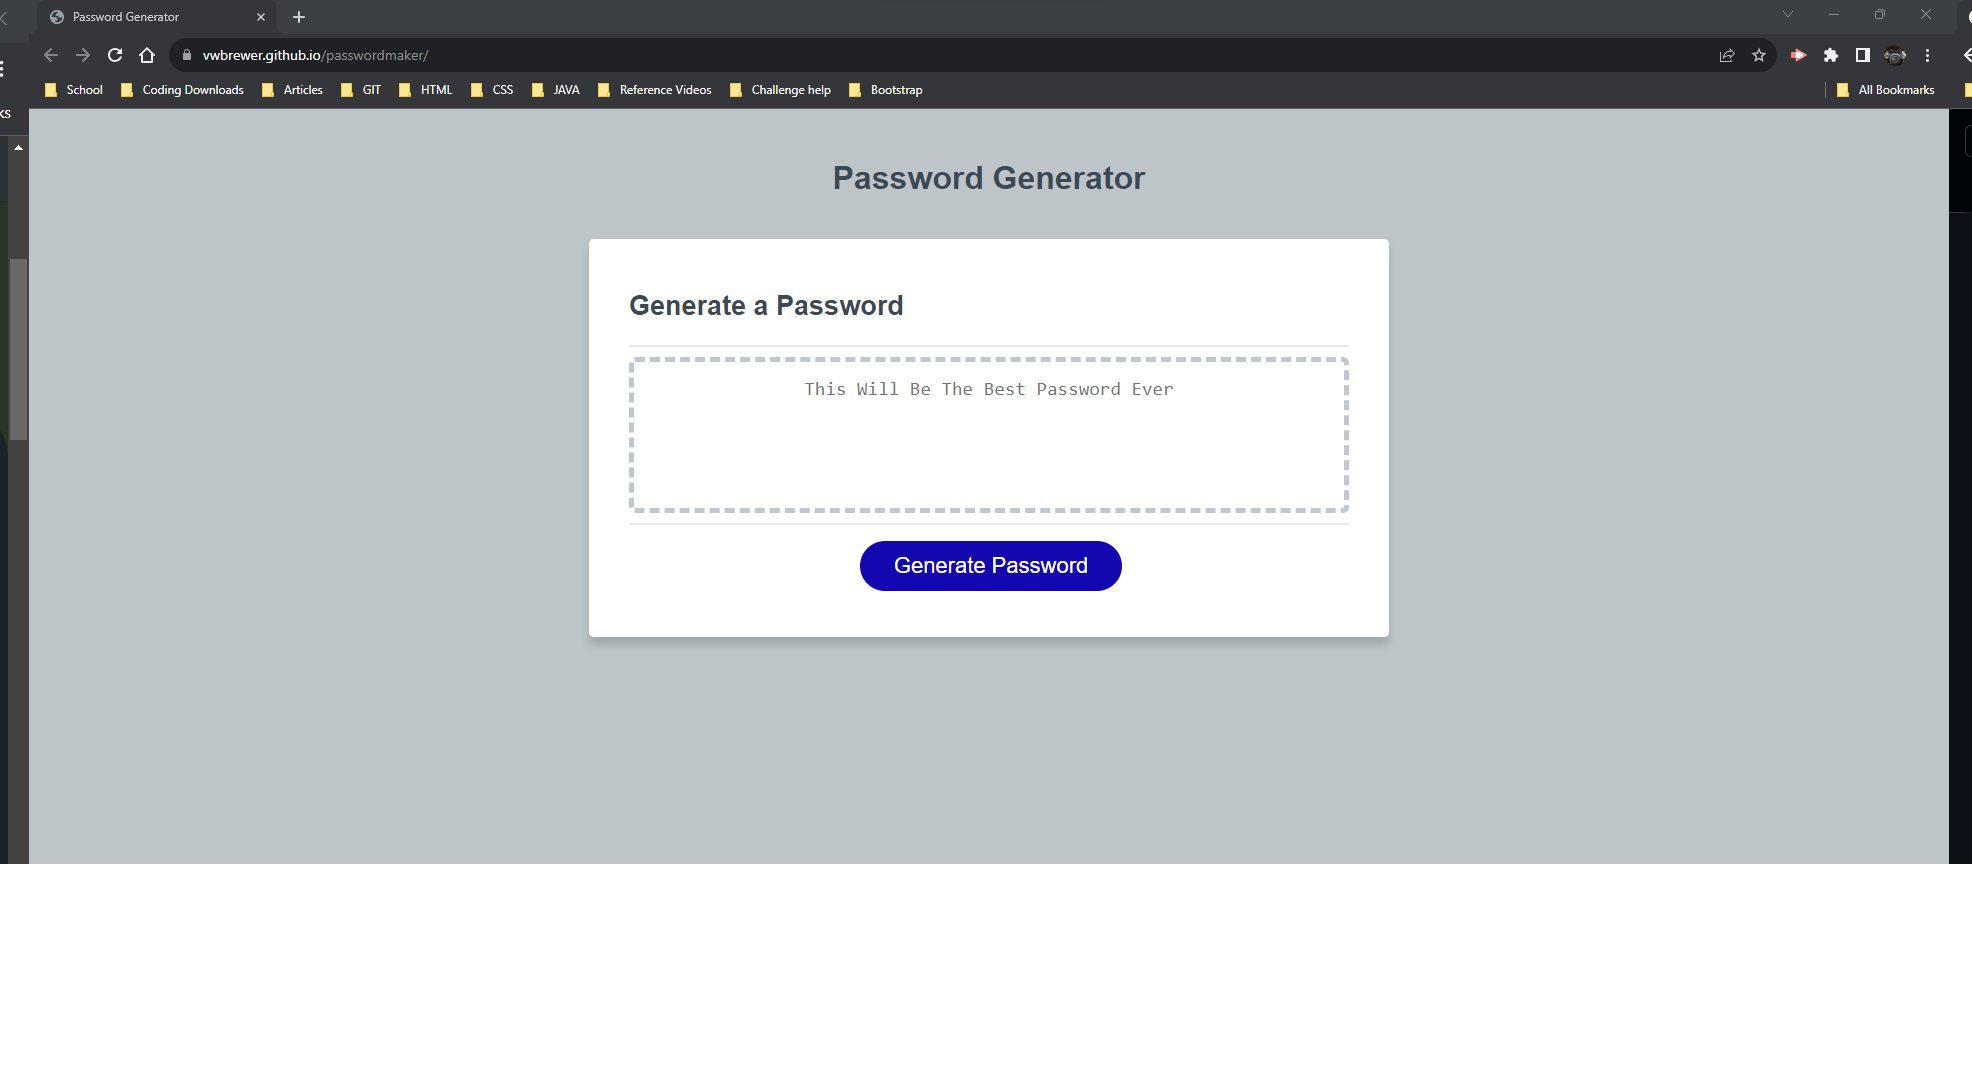 Password Generator
vwbrewer.github.io/passwordmaker/
School Coding Downloads Articles GIT HTML CSS JAVA Reference Videos Challenge help Bootstrap All Bookmarks
Password Generator
Generate a Password
This Will Be The Best Password Ever
Generate Password